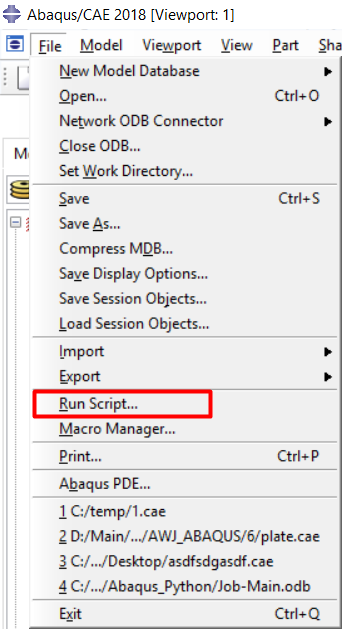 Abaqus/CAE 2018 [Viewport: 1]
File Model Viewport View Part Sha
New Model Database
Open... Ctrl+O
Network ODB Connector
Close ODB...
Set Work Directory...
Save Ctrl+S
Save As...
Compress MDB...
Save Display Options...
Save Session Objects...
Load Session Objects...
Import
Export
Run Script...
Macro Manager...
Print... Ctrl+P
Abaqus PDE...
1 C:/temp/1.cae
2 D:/Main/.../AWJ_ABAQUS/6/plate.cae
3 C:/.../Desktop/asdfsdgasdf.cae
4 C:/.../Abaqus_Python/Job-Main.odb
Exit Ctrl+Q